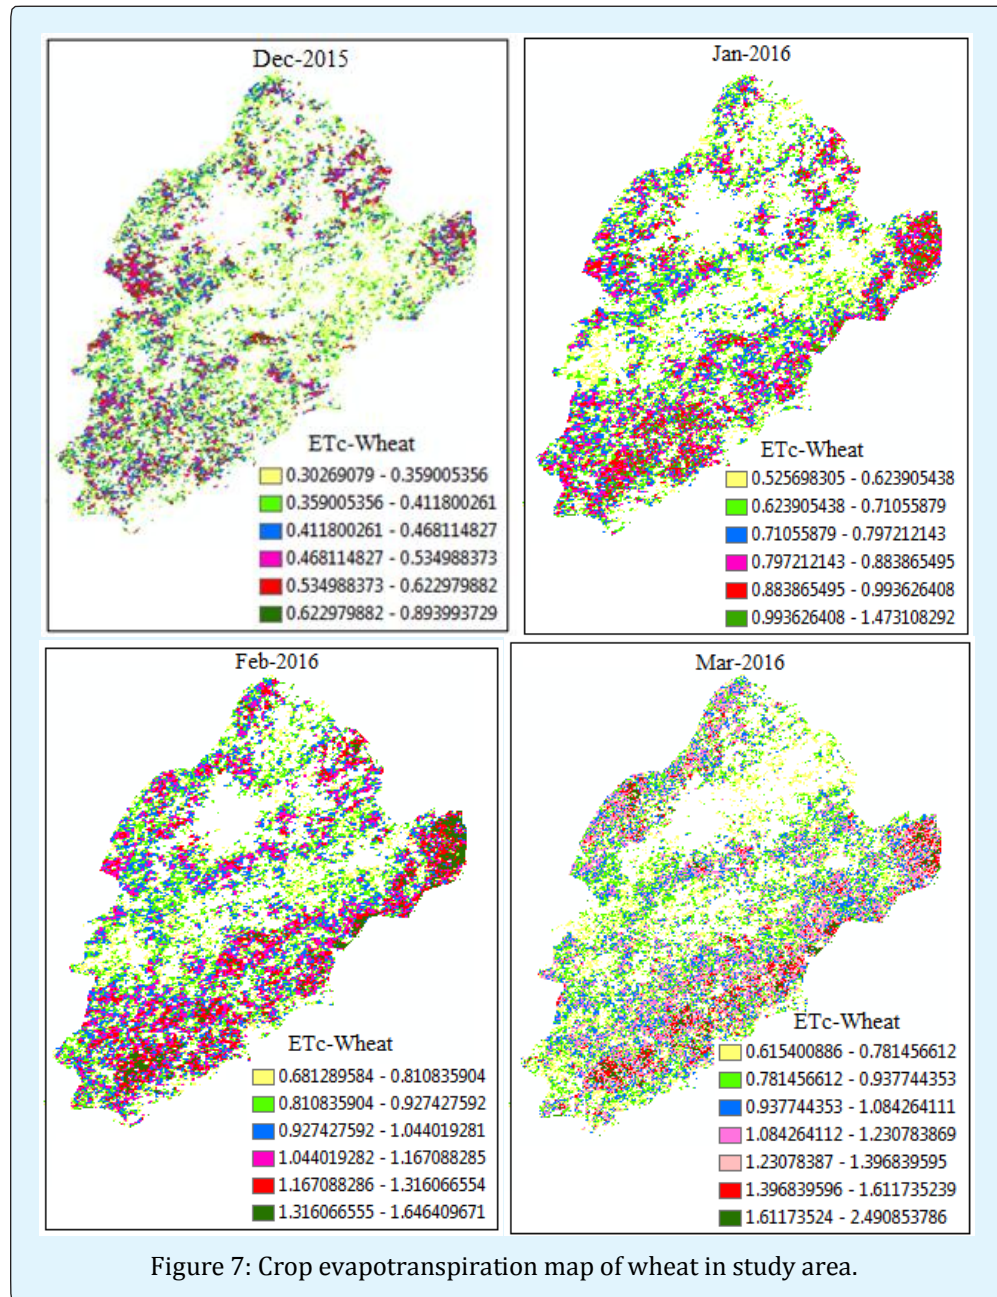 Dec-2015
ETc-Wheat
0.30269079 - 0.359005356
0.359005356 - 0.411800261
0.411800261 - 0.468114827
0.468114827 - 0.534988373
0.534988373 - 0.622979882
0.622979882 - 0.893993729
Jan-2016
ETc-Wheat
0.525698305 - 0.623905438
0.623905438 - 0.71055879
0.71055879 - 0.797212143
0.797212143 - 0.883865495
0.883865495 - 0.993626408
0.993626408 - 1.473108292
Feb-2016
ETc-Wheat
0.681289584 - 0.810835904
0.810835904 - 0.927427592
0.927427592 - 1.044019281
1.044019282 - 1.167088285
1.167088286 - 1.316066554
1.316066555 - 1.646409671
Mar-2016
ETc-Wheat
0.615400886 - 0.781456612
0.781456612 - 0.937744353
0.937744353 - 1.084264111
1.084264112 - 1.230783869
1.23078387 - 1.396839595
1.396839596 - 1.611735239
1.61173524 - 2.490853786
Figure 7: Crop evapotranspiration map of wheat in study area.